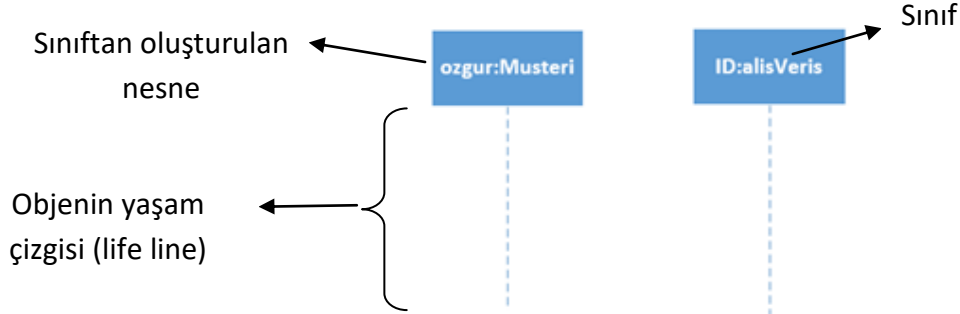 Sınıf
Sınıftan oluşturulan
nesne
ozgur:Musteri
ID:alisVeris
Objenin yaşam
çizgisi (life line)